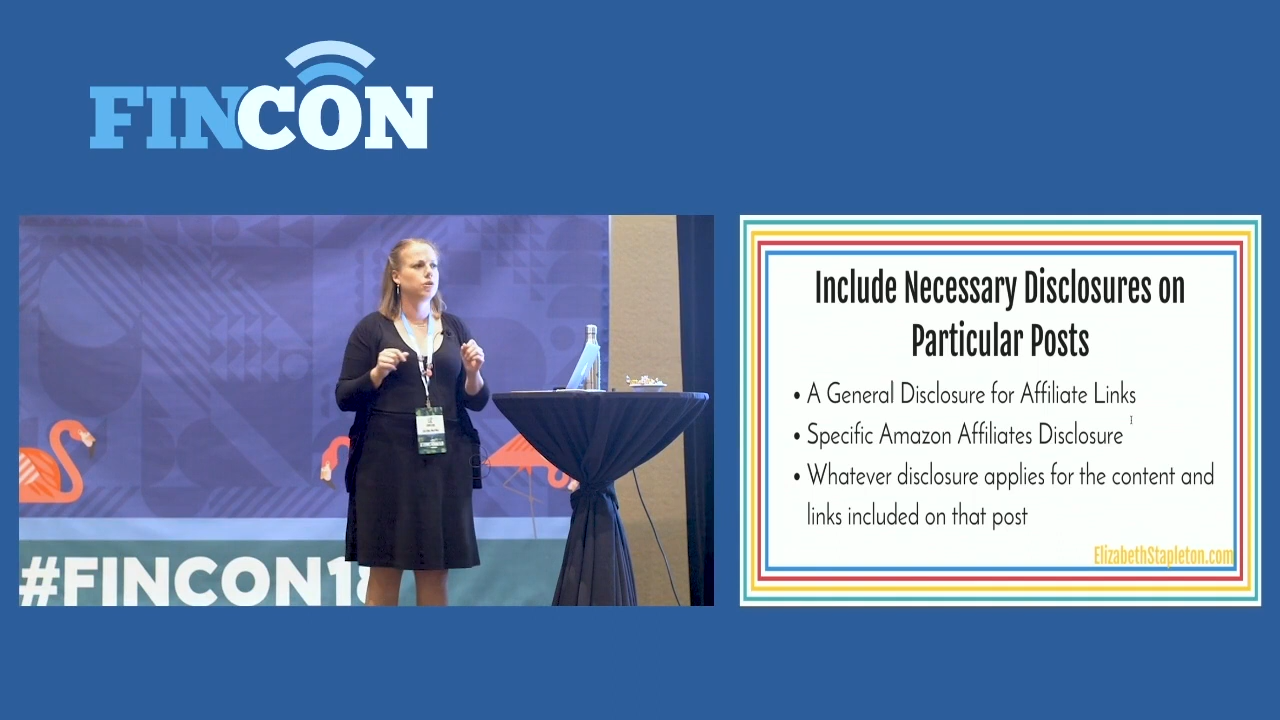 FINCON
#FINCON18
Include Necessary Disclosures on
Particular Posts
• A General Disclosure for Affiliate Links
• Specific Amazon Affiliates Disclosure
• Whatever disclosure applies for the content and
links included on that post
ElizabethStapleton.com